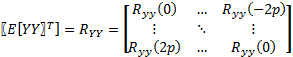 ⟦E[YY⟧ᵀ] = R_YY = [R_yy(0) … R_yy(−2p)
⋮ ⋱ ⋮
R_yy(2p) … R_yy(0)]